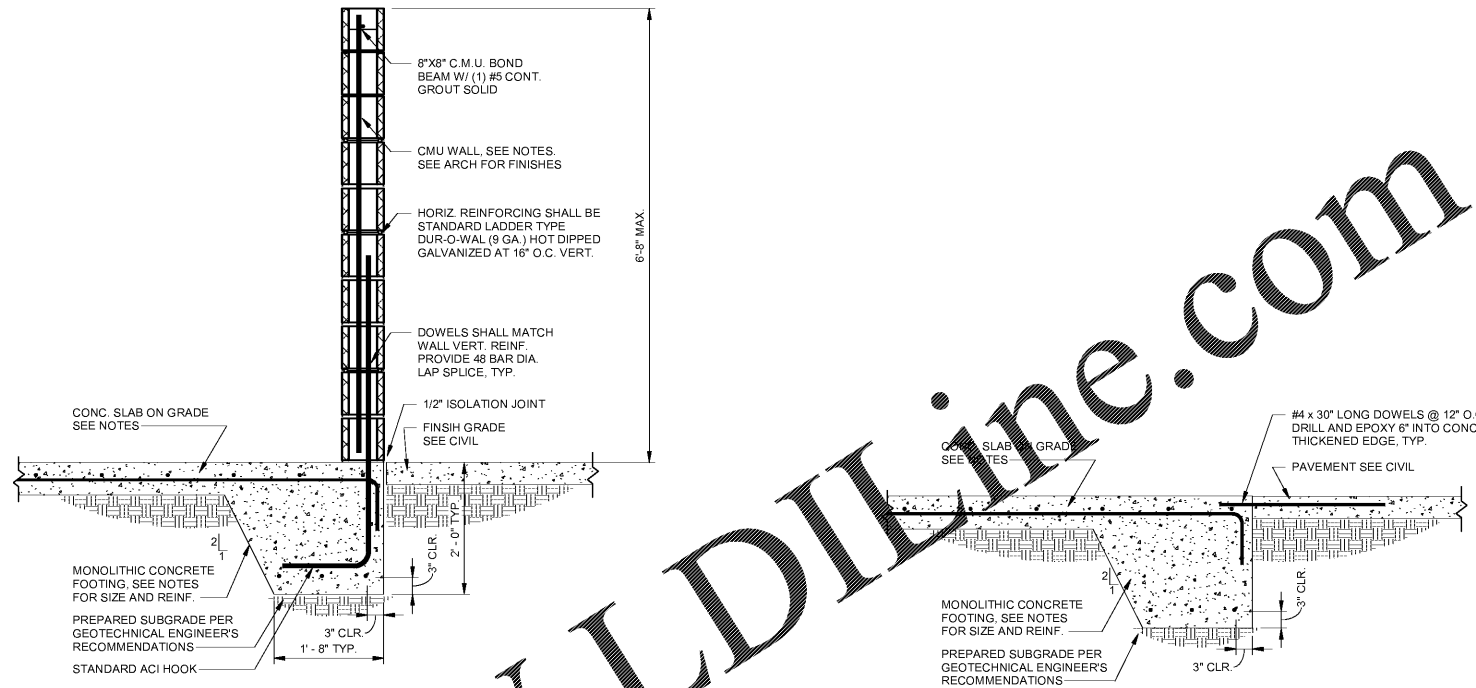 8"X8" C.M.U. BOND
BEAM W/ (1) #5 CONT.
GROUT SOLID
CMU WALL, SEE NOTES.
SEE ARCH FOR FINISHES
HORIZ. REINFORCING SHALL BE
STANDARD LADDER TYPE
DUR-O-WAL (9 GA.) HOT DIPPED
GALVANIZED AT 16" O.C. VERT.
6'-8" MAX.
DOWELS SHALL MATCH
WALL VERT. REINF.
PROVIDE 48 BAR DIA.
LAP SPLICE, TYP.
1/2" ISOLATION JOINT
FINSIH GRADE
SEE CIVIL
CONC. SLAB ON GRADE
SEE NOTES
2
1
2' - 0" TYP.
3" CLR.
MONOLITHIC CONCRETE
FOOTING, SEE NOTES
FOR SIZE AND REINF.
PREPARED SUBGRADE PER
GEOTECHNICAL ENGINEER'S
RECOMMENDATIONS
STANDARD ACI HOOK
3" CLR.
1' - 8" TYP.
CONC. SLAB ON GRADE
SEE NOTES
#4 x 30" LONG DOWELS @ 12" O.
DRILL AND EPOXY 6" INTO CONC
THICKENED EDGE, TYP.
PAVEMENT SEE CIVIL
2
1
MONOLITHIC CONCRETE
FOOTING, SEE NOTES
FOR SIZE AND REINF.
PREPARED SUBGRADE PER
GEOTECHNICAL ENGINEER'S
RECOMMENDATIONS
3" CLR.
3" CLR.
LDILine.com